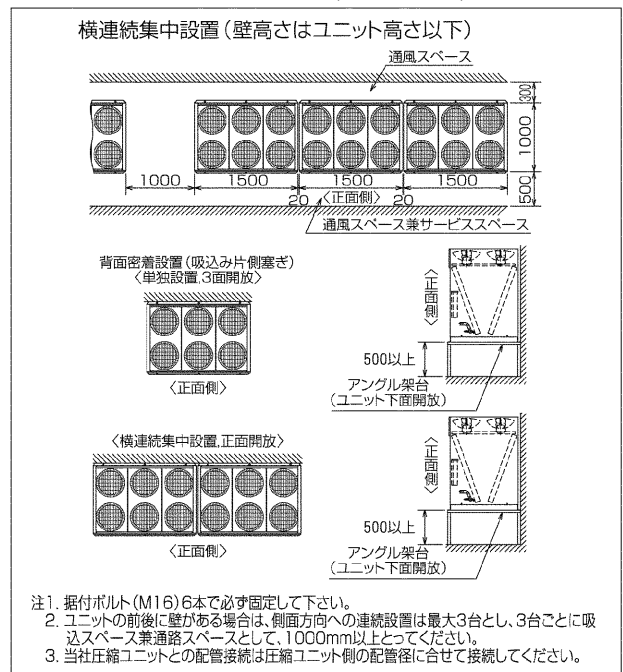 横連続集中設置(壁高さはユニット高さ以下)
通風スペース
300
1000
500
1000
1500
1500
1500
20
〈正面側〉
20
通風スペース兼サービススペース
背面密着設置(吸込み片側塞ぎ)
〈単独設置,3面開放〉
〈正面側〉
〈正面側〉
500以上
アングル架台
(ユニット下面開放)
〈横連続集中設置,正面開放〉
〈正面側〉
〈正面側〉
500以上
アングル架台
(ユニット下面開放)
注1. 据付ボルト(M16)6本で必ず固定して下さい。
2. ユニットの前後に壁がある場合は、側面方向への連続設置は最大3台とし、3台ごとに吸
込スペース兼通路スペースとして、1000mm以上とってください。
3. 当社圧縮ユニットとの配管接続は圧縮ユニット側の配管径に合せて接続してください。